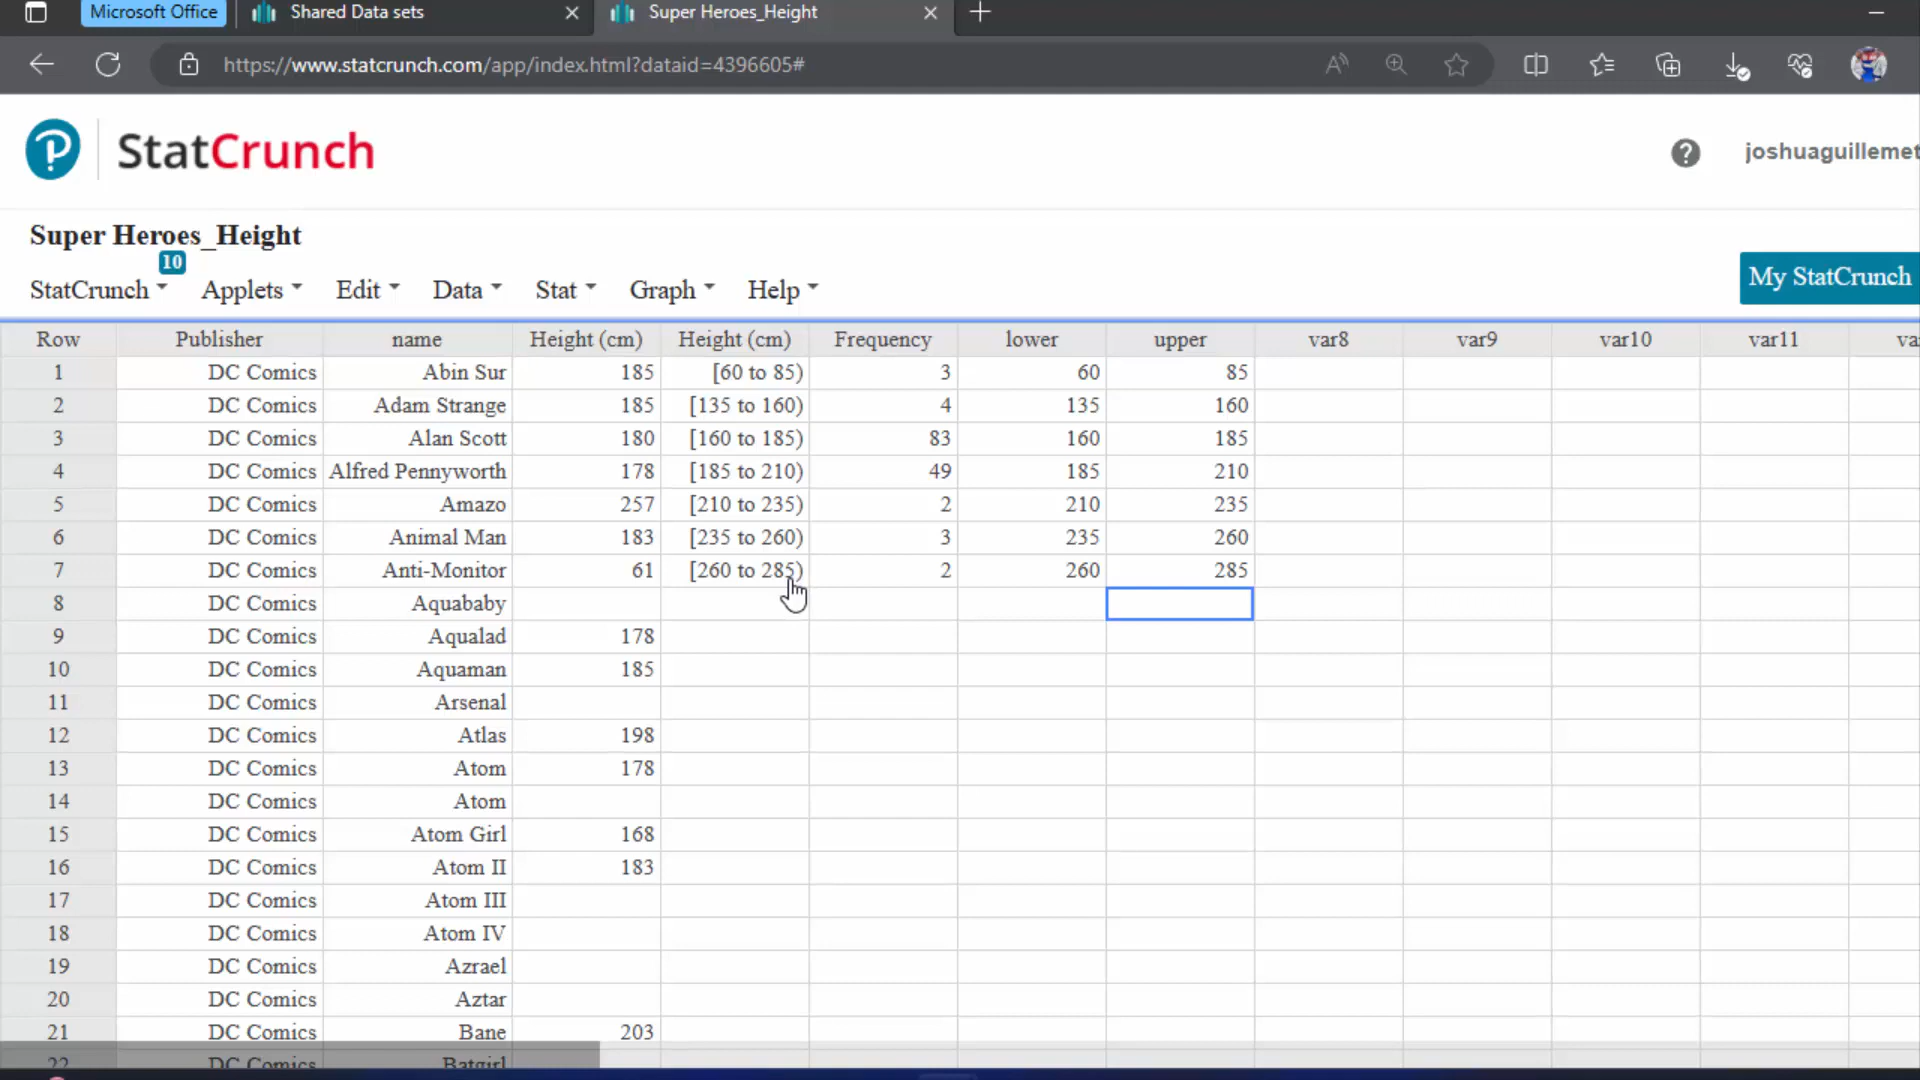 Microsoft Office Shared Data sets Super Heroes_Height
https://www.statcrunch.com/app/index.html?dataid=4396605#
StatCrunch joshuaguillemet
Super Heroes_Height
10
StatCrunch Applets Edit Data Stat Graph Help My StatCrunch
Row Publisher name Height (cm) Height (cm) Frequency lower upper var8 var9 var10 var11 va
1 DC Comics Abin Sur 185 [60 to 85) 3 60 85
2 DC Comics Adam Strange 185 [135 to 160) 4 135 160
3 DC Comics Alan Scott 180 [160 to 185) 83 160 185
4 DC Comics Alfred Pennyworth 178 [185 to 210) 49 185 210
5 DC Comics Amazo 257 [210 to 235) 2 210 235
6 DC Comics Animal Man 183 [235 to 260) 3 235 260
7 DC Comics Anti-Monitor 61 [260 to 285) 2 260 285
8 DC Comics Aquababy
9 DC Comics Aqualad 178
10 DC Comics Aquaman 185
11 DC Comics Arsenal
12 DC Comics Atlas 198
13 DC Comics Atom 178
14 DC Comics Atom
15 DC Comics Atom Girl 168
16 DC Comics Atom II 183
17 DC Comics Atom III
18 DC Comics Atom IV
19 DC Comics Azrael
20 DC Comics Aztar
21 DC Comics Bane 203
22 DC Comics Batgirl